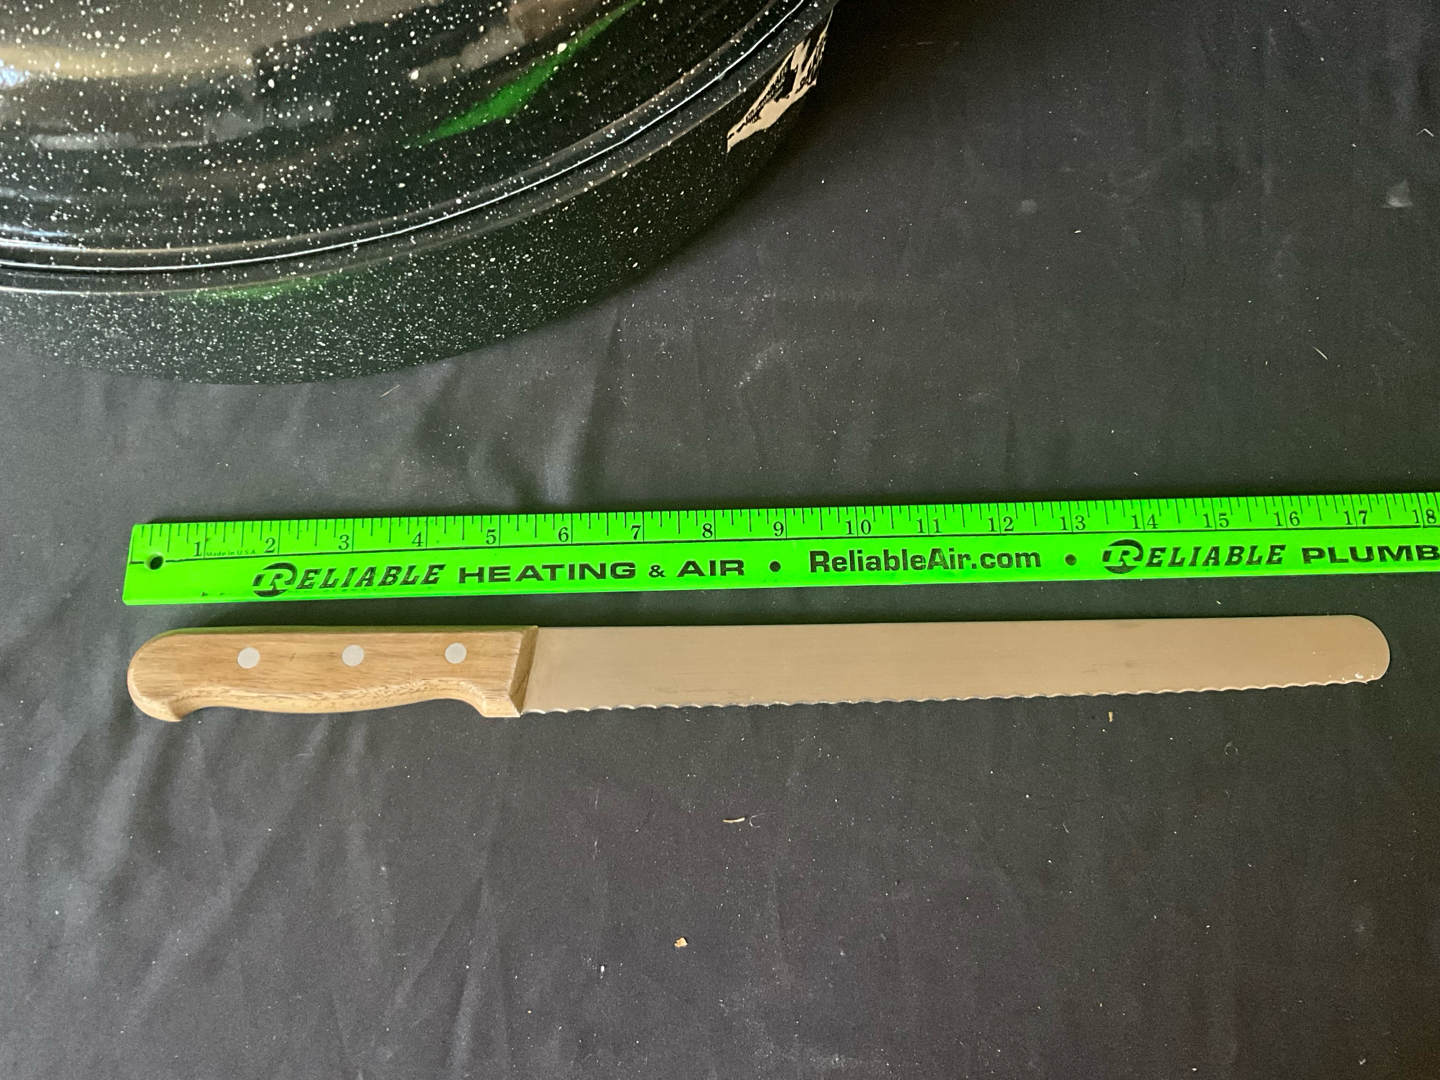 1 2 3 4 5 6 7 8 9 10 11 12 13 14 15 16 17 18
Made in U.S.A.
RELIABLE HEATING & AIR • ReliableAir.com • RELIABLE PLUMB